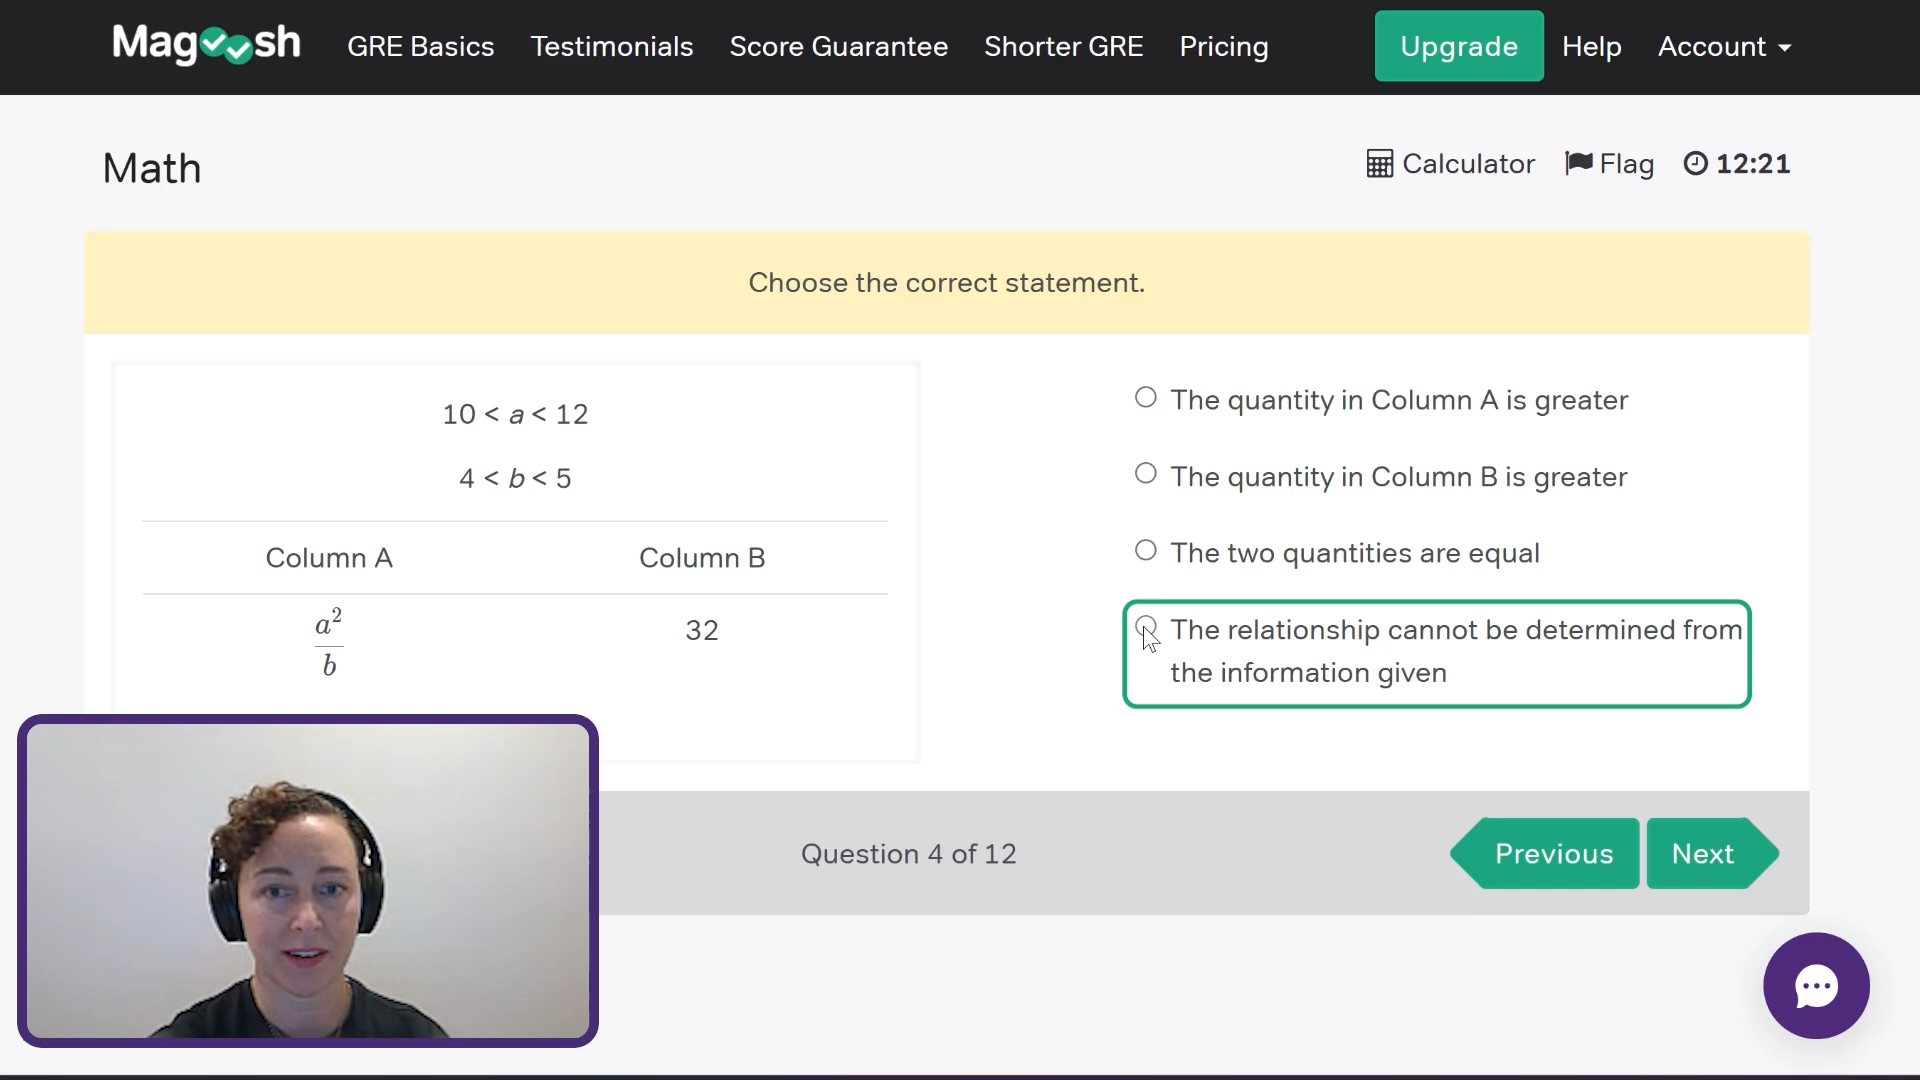 Magoosh GRE Basics Testimonials Score Guarantee Shorter GRE Pricing Upgrade Help Account
Math
Calculator Flag 12:21
Choose the correct statement.
10 < a < 12
4 < b < 5
Column A Column B
a²/b 32
The quantity in Column A is greater
The quantity in Column B is greater
The two quantities are equal
The relationship cannot be determined from
the information given
Question 4 of 12
Previous Next